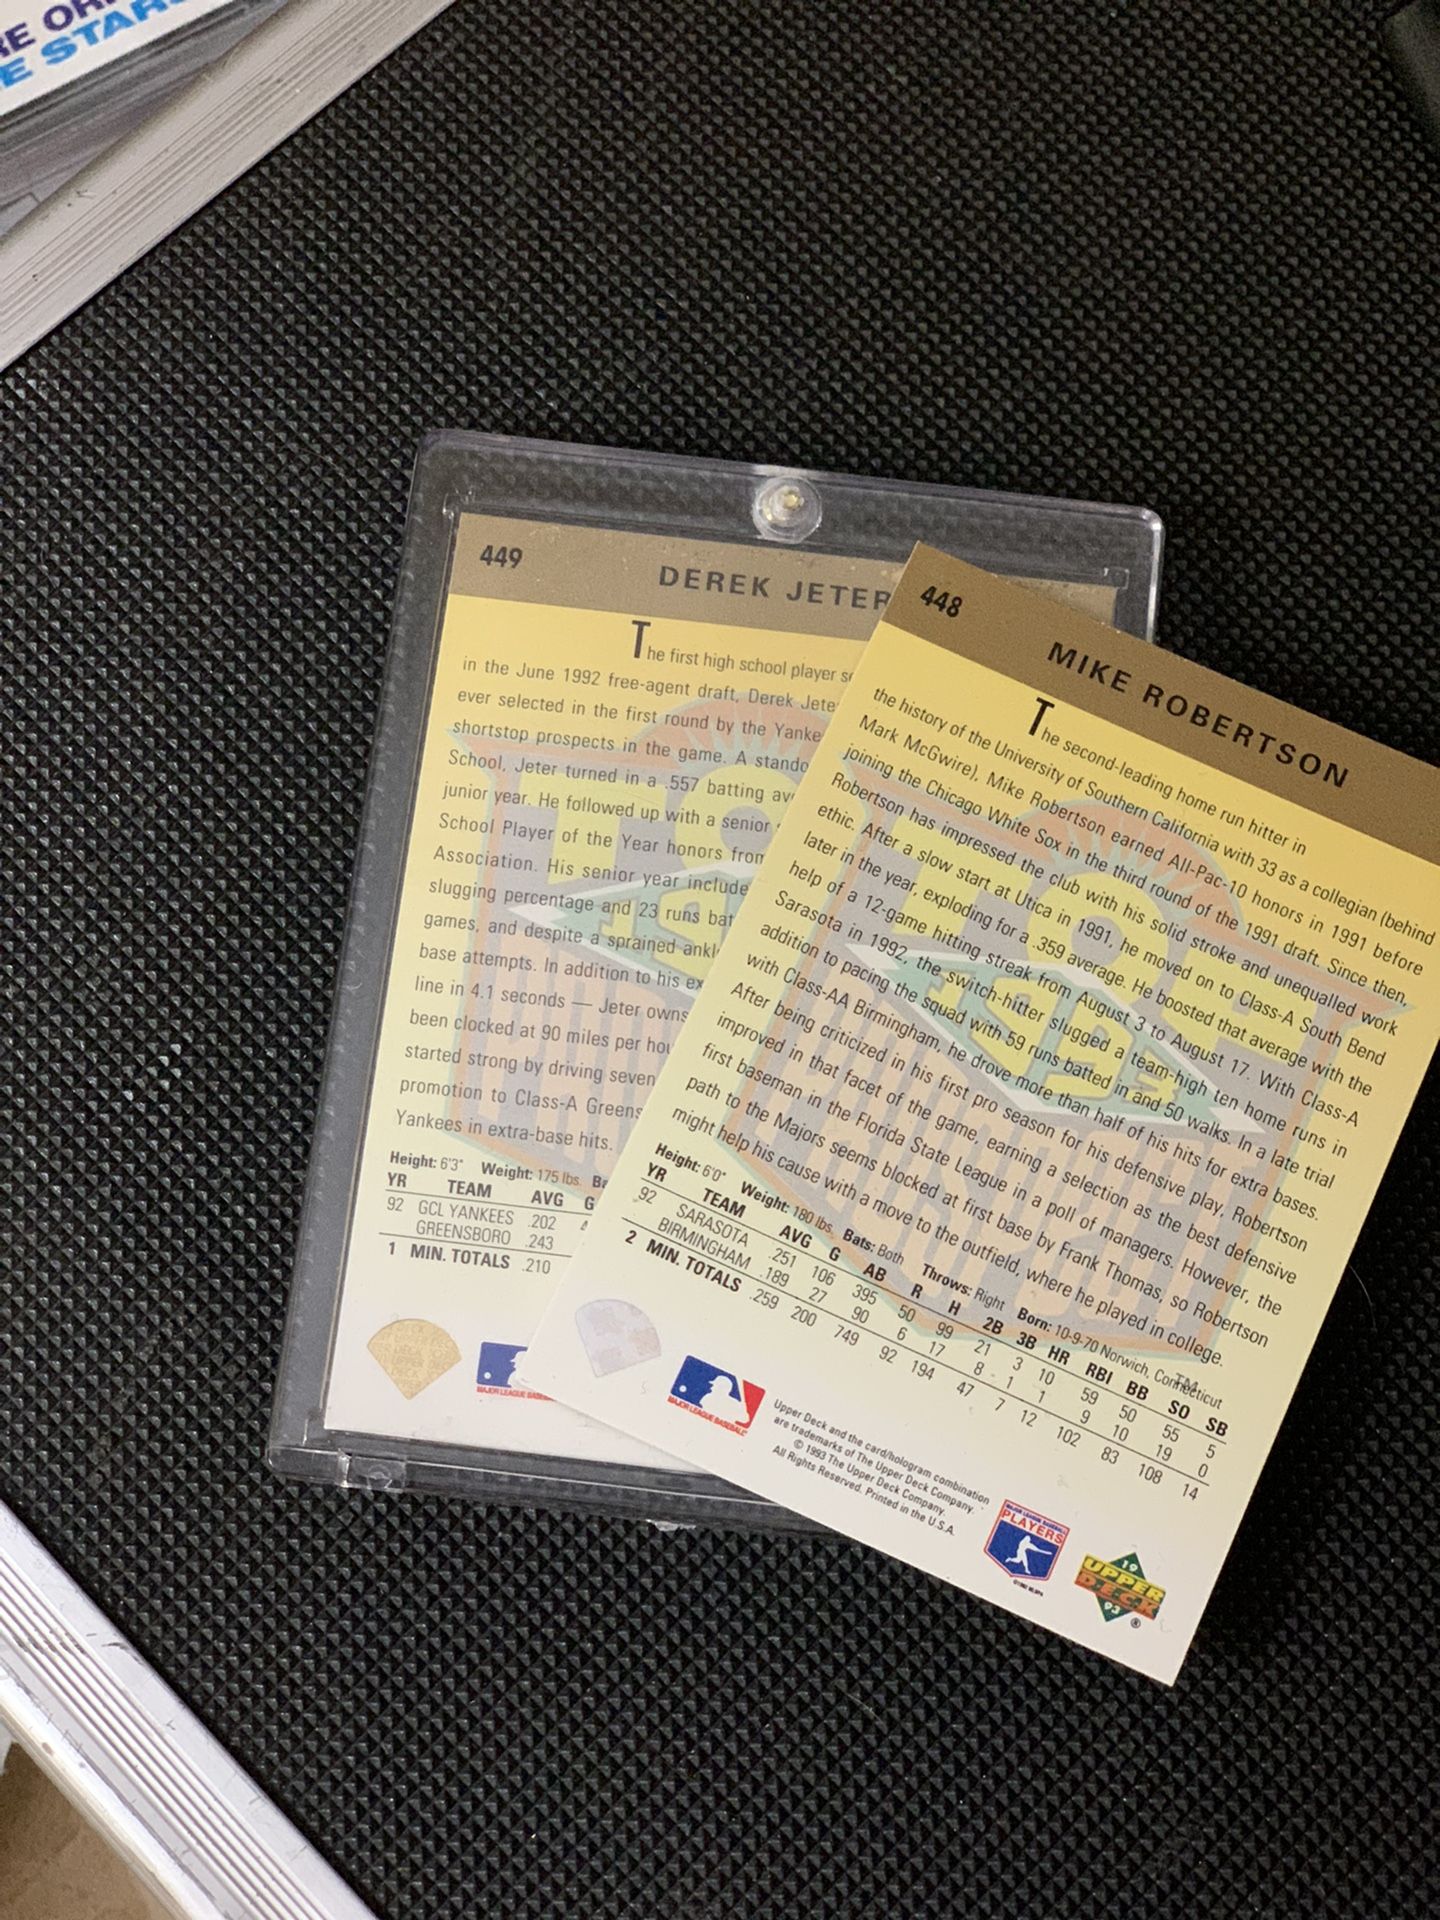 RE OR
E STARS
449
DEREK JETER
The first high school player se
in the June 1992 free-agent draft, Derek Jete
ever selected in the first round by the Yanke
shortstop prospects in the game. A stando
School, Jeter turned in a .557 batting av
junior year. He followed up with a senior
School Player of the Year honors from
Association. His senior year include
slugging percentage and 23 runs bat
games, and despite a sprained ankl
base attempts. In addition to his ex
line in 4.1 seconds — Jeter owns
been clocked at 90 miles per hou
started strong by driving seven
promotion to Class-A Greens
Yankees in extra-base hits.
Height: 6'3" Weight: 175 lbs. Ba
YR TEAM AVG G
92 GCL YANKEES .202
GREENSBORO .243
1 MIN. TOTALS .210
MAJOR LEAGUE BASEBALL
448
MIKE ROBERTSON
The second-leading home run hitter in
the history of the University of Southern California with 33 as a collegian (behind
Mark McGwire), Mike Robertson earned All-Pac-10 honors in 1991 before
joining the Chicago White Sox in the third round of the 1991 draft. Since then,
Robertson has impressed the club with his solid stroke and unequalled work
ethic. After a slow start at Utica in 1991, he moved on to Class-A South Bend
later in the year, exploding for a .359 average. He boosted that average with the
help of a 12-game hitting streak from August 3 to August 17. With Class-A
Sarasota in 1992, the switch-hitter slugged a team-high ten home runs in
addition to pacing the squad with 59 runs batted in and 50 walks. In a late trial
with Class-AA Birmingham, he drove more than half of his hits for extra bases.
After being criticized in his first pro season for his defensive play, Robertson
improved in that facet of the game, earning a selection as the best defensive
first baseman in the Florida State League in a poll of managers. However, the
path to the Majors seems blocked at first base by Frank Thomas, so Robertson
might help his cause with a move to the outfield, where he played in college.
TM
Height: 6'0" Weight: 180 lbs. Bats: Both Throws: Right Born: 10-9-70 Norwich, Connecticut
YR TEAM AVG G AB R H 2B 3B HR RBI BB SO SB
92 SARASOTA .251 106 395 50 99 21 3 10 59 50 55 5
BIRMINGHAM .189 27 90 6 17 8 1 1 9 10 19 0
2 MIN. TOTALS .259 200 749 92 194 47 7 12 102 83 108 14
MAJOR LEAGUE BASEBALL
Upper Deck and the card/hologram combination
are trademarks of The Upper Deck Company.
© 1993 The Upper Deck Company.
All Rights Reserved. Printed in the U.S.A.
MAJOR LEAGUE BASEBALL
PLAYERS
19
UPPER
DECK
93
®